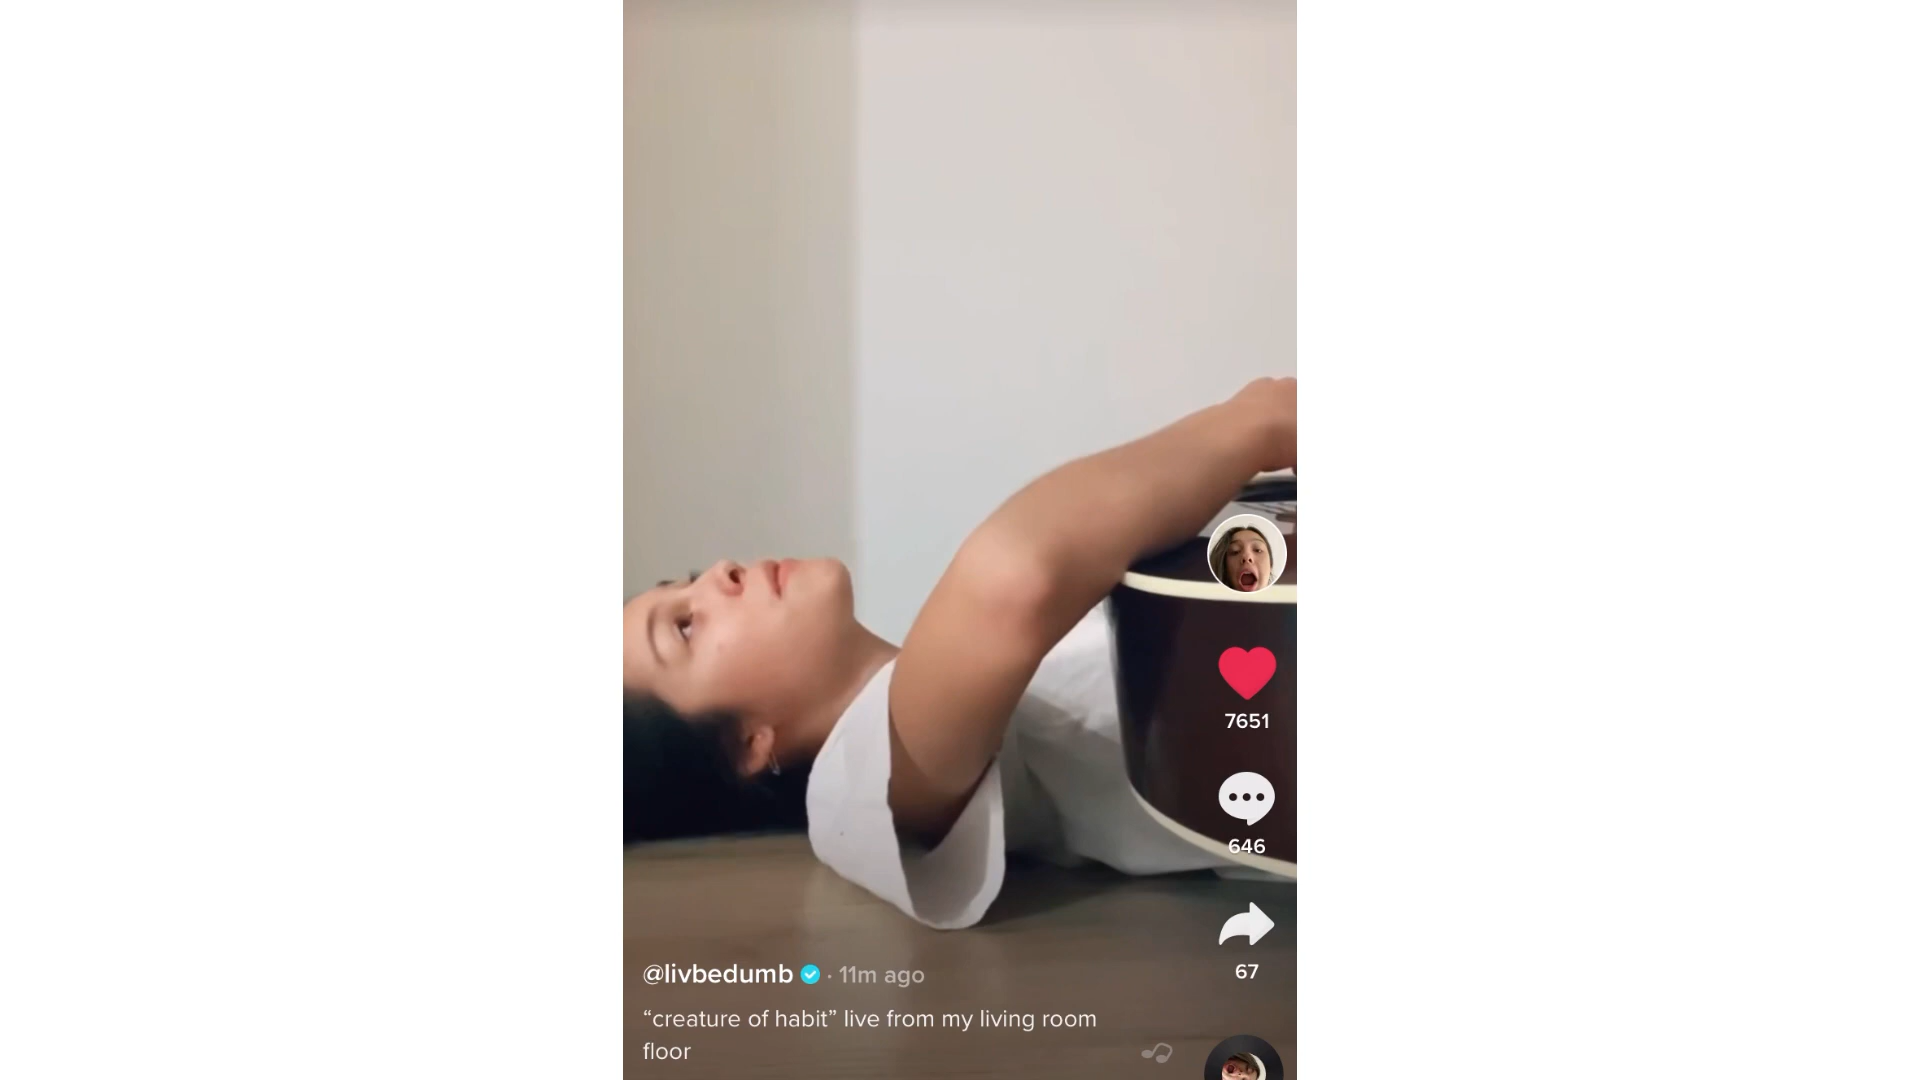 7651
646
67
@livbedumb · 11m ago
“creature of habit” live from my living room
floor